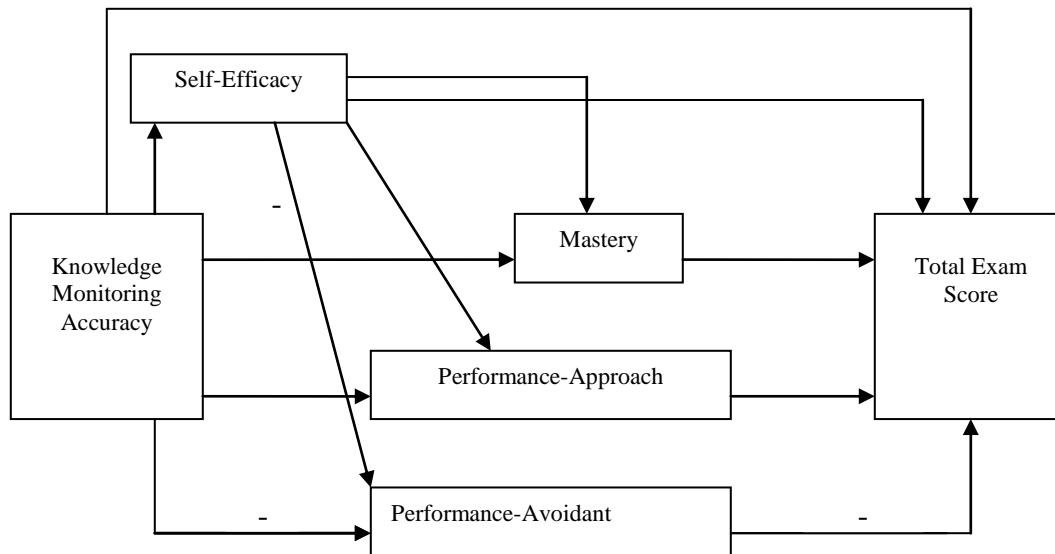 Self-Efficacy
-
Mastery
Knowledge
Monitoring
Accuracy
Total Exam
Score
Performance-Approach
Performance-Avoidant
-
-